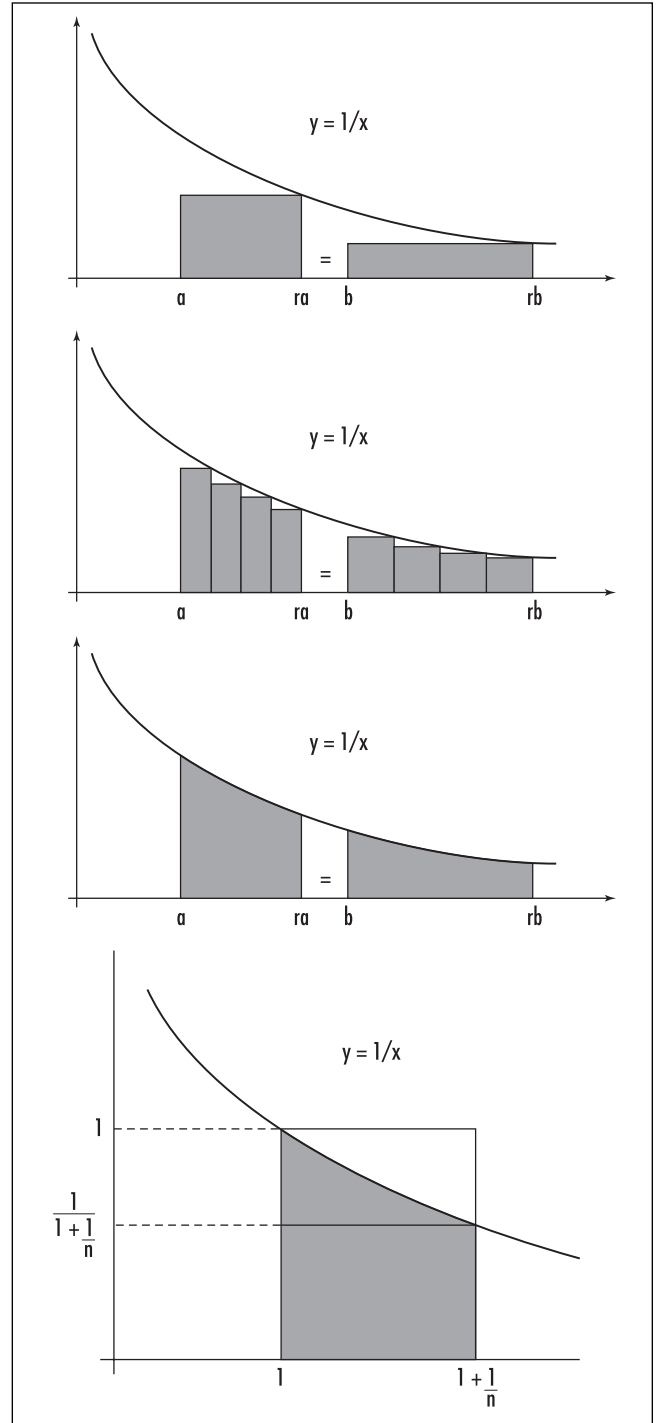 y = 1/x
=
a ra b rb
y = 1/x
=
a ra b rb
y = 1/x
=
a ra b rb
y = 1/x
1
1
1 + 1
n
1 1 + 1
n